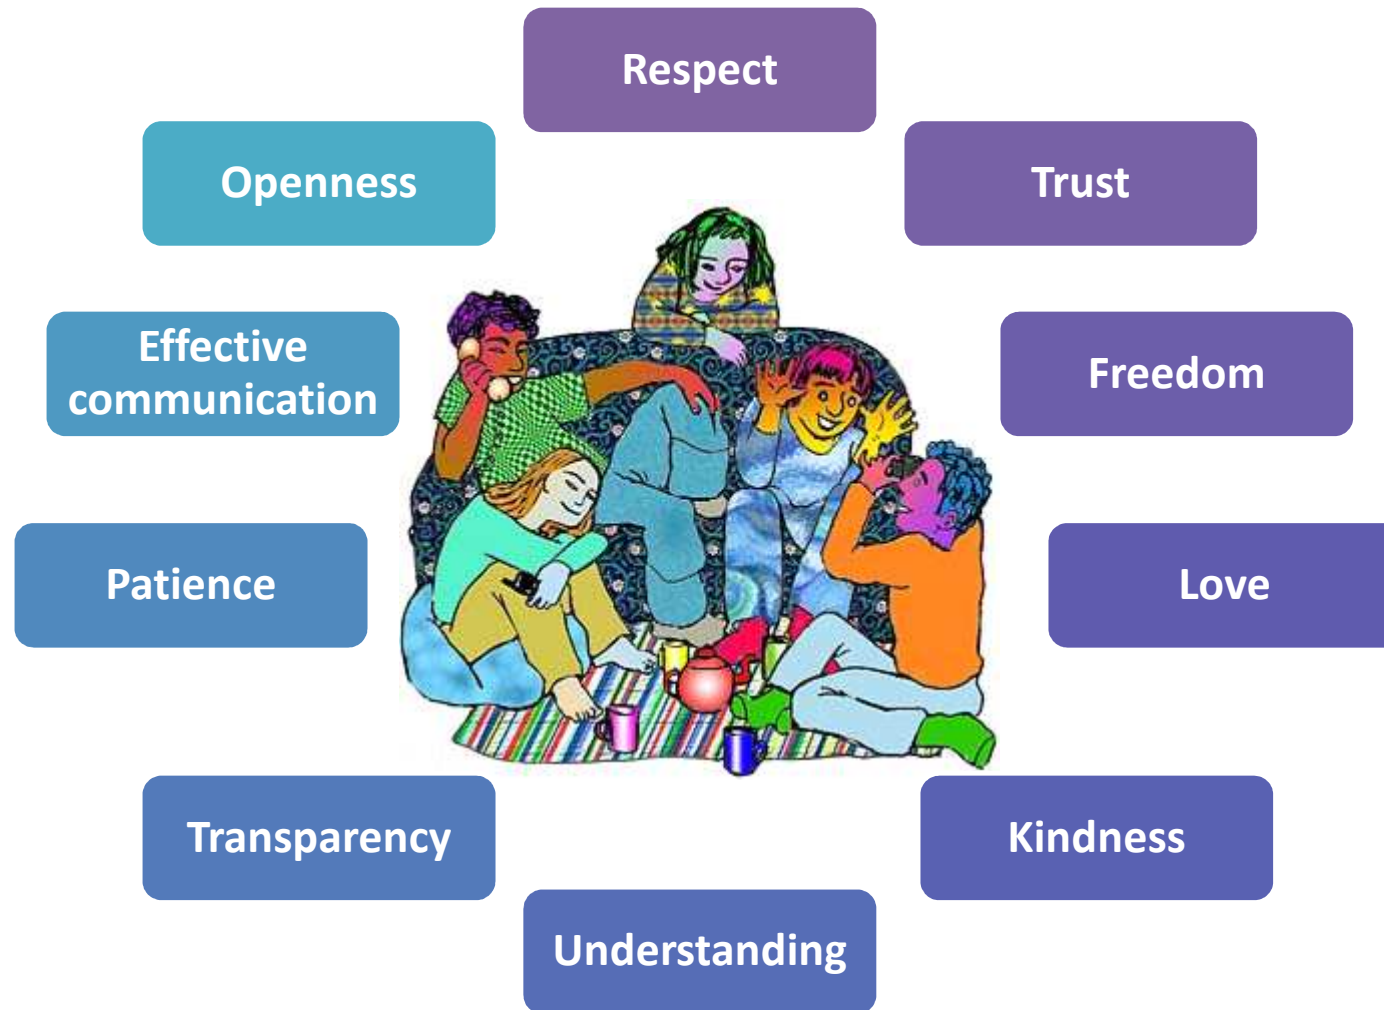 Respect
Trust
Freedom
Love
Kindness
Understanding
Transparency
Patience
Effective
communication
Openness